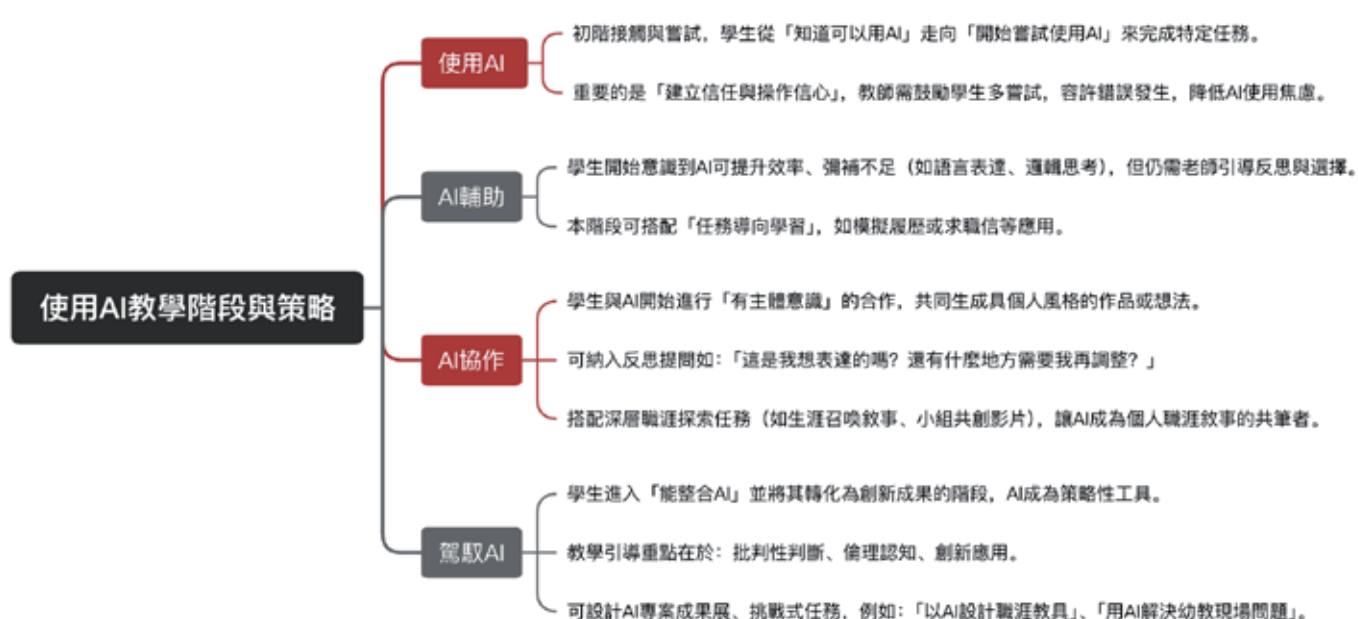 使用AI教學階段與策略
使用AI
初階接觸與嘗試，學生從「知道可以用AI」走向「開始嘗試使用AI」來完成特定任務。
重要的是「建立信任與操作信心」，教師需鼓勵學生多嘗試，容許錯誤發生，降低AI使用焦慮。
AI輔助
學生開始意識到AI可提升效率、彌補不足（如語言表達、邏輯思考），但仍需老師引導反思與選擇。
本階段可搭配「任務導向學習」，如模擬履歷或求職信等應用。
AI協作
學生與AI開始進行「有主體意識」的合作，共同生成具個人風格的作品或想法。
可納入反思提問如：「這是我想表達的嗎？還有什麼地方需要我再調整？」
搭配深層職涯探索任務（如生涯召喚敘事、小組共創影片），讓AI成為個人職涯敘事的共筆者。
駕馭AI
學生進入「能整合AI」並將其轉化為創新成果的階段，AI成為策略性工具。
教學引導重點在於：批判性判斷、倫理認知、創新應用。
可設計AI專案成果展、挑戰式任務，例如：「以AI設計職涯教具」、「用AI解決幼教現場問題」。